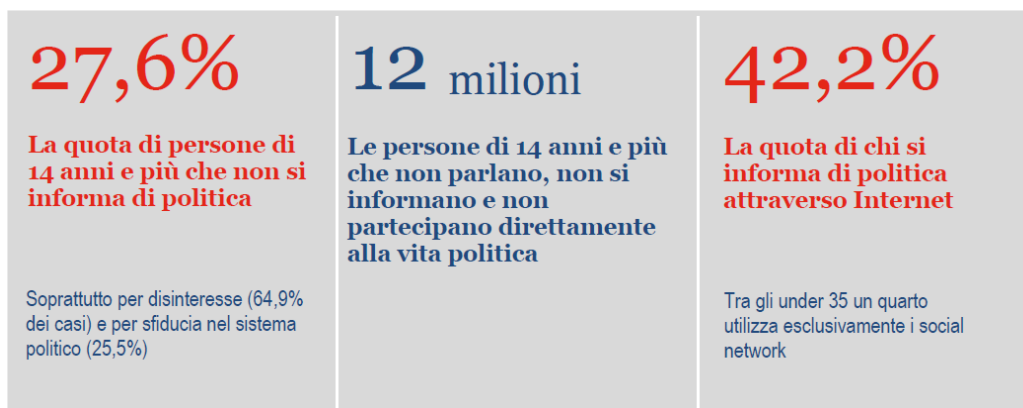 27,6%
La quota di persone di
14 anni e più che non si
informa di politica
Soprattutto per disinteresse (64,9%
dei casi) e per sfiducia nel sistema
politico (25,5%)
12 milioni
Le persone di 14 anni e più
che non parlano, non si
informano e non
partecipano direttamente
alla vita politica
42,2%
La quota di chi si
informa di politica
attraverso Internet
Tra gli under 35 un quarto
utilizza esclusivamente i social
network